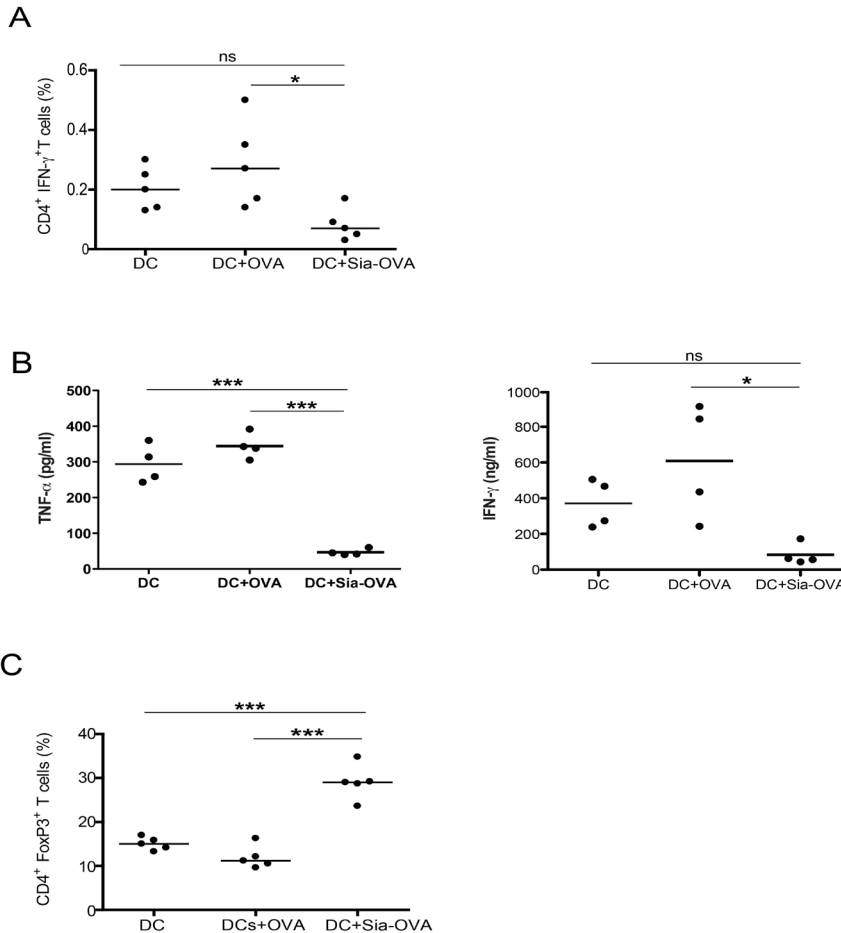 A
ns
*
0.6
0.4
0.2
0
CD4+ IFN-γ+T cells (%)
DC DC+OVA DC+Sia-OVA
B
***
***
500
400
300
200
100
0
TNF-α (pg/ml)
DC DC+OVA DC+Sia-OVA
ns
*
1000
800
600
400
200
0
IFN-γ (ng/ml)
DC DC+OVA DC+Sia-OVA
C
***
***
40
30
20
10
0
CD4+ FoxP3+ T cells (%)
DC DCs+OVA DC+Sia-OVA